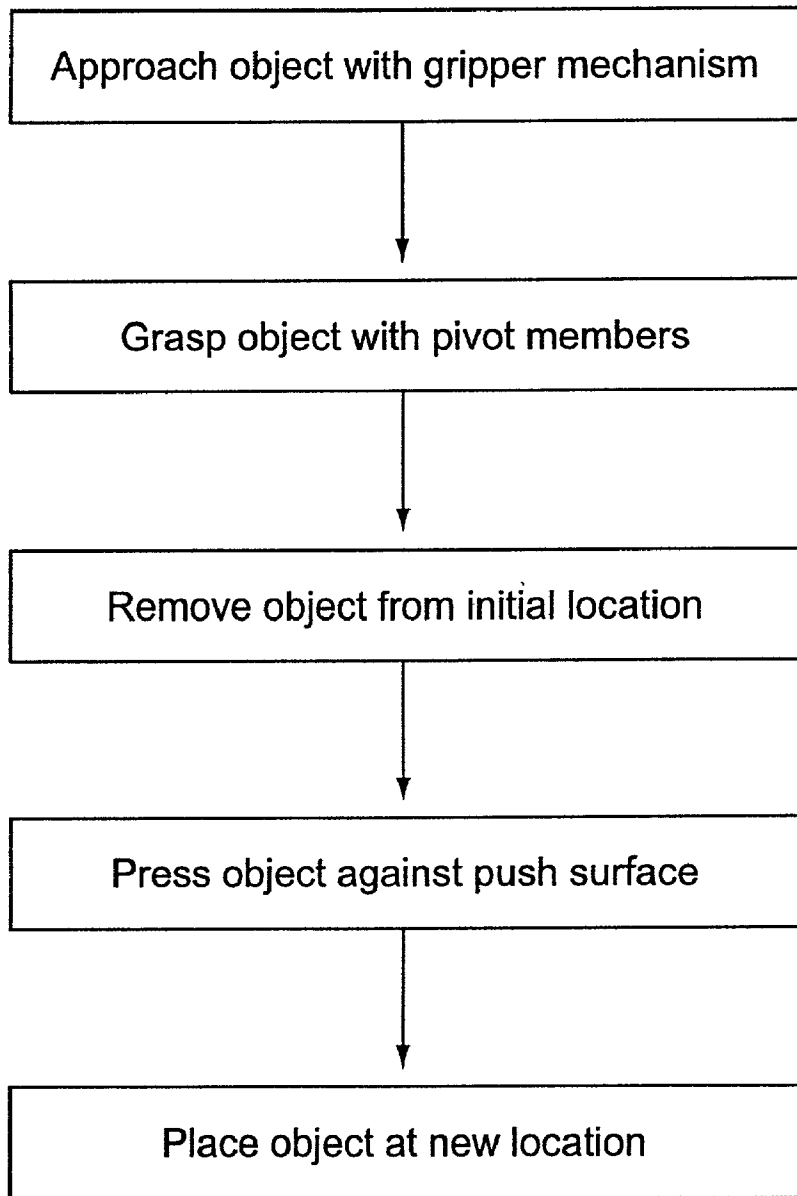 Approach object with gripper mechanism
Grasp object with pivot members
Remove object from initial location
Press object against push surface
Place object at new location